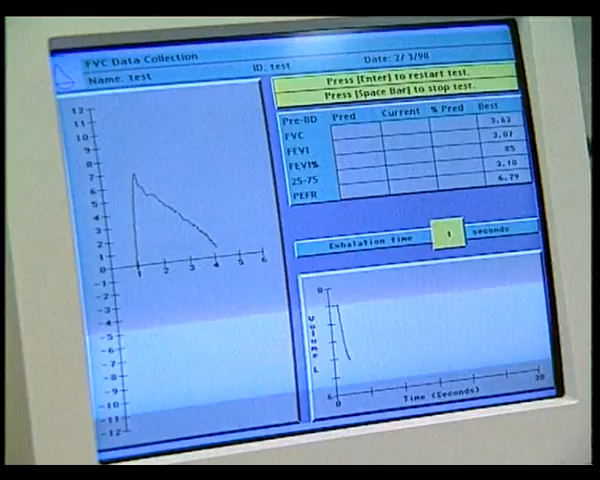 FVC Data Collection
Name: test
ID: test
Date: 2/ 3/98
Press [Enter] to restart test.
Press [Space Bar] to stop test.
Pre-BD Pred Current % Pred Best
FVC 3.62
FEV1 3.07
FEV1% 85
25-75 3.10
PEFR 6.79
Exhalation time 1 seconds
12
11
10
9
8
7
6
5
4
3
2
1
0 1 2 3 4 5 6
-1
-2
-3
-4
-5
-6
-7
-8
-9
-10
-11
-12
8
Volume L
6
0 20
Time (Seconds)